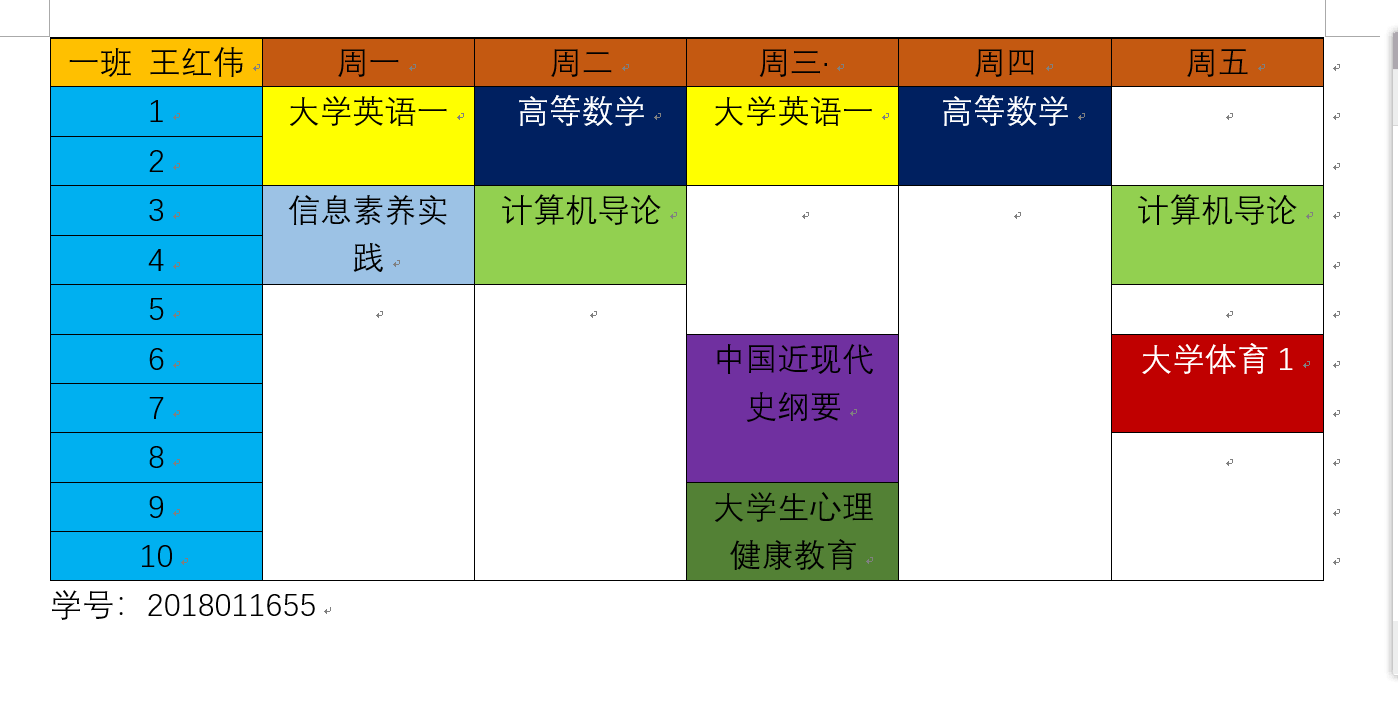 一班 王红伟 周一 周二 周三· 周四 周五
1 大学英语一 高等数学 大学英语一 高等数学
2
3 信息素养实 计算机导论 计算机导论
4 践
5
6 中国近现代 大学体育 1
7 史纲要
8
9 大学生心理
10 健康教育
学号：2018011655